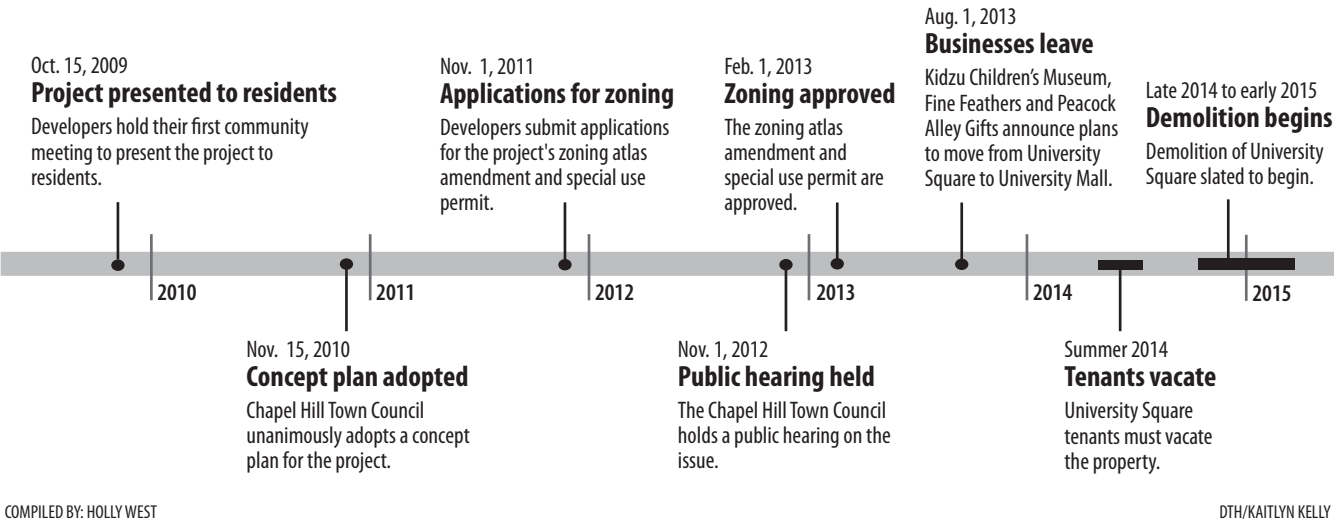 Oct. 15, 2009
Project presented to residents
Developers hold their first community
meeting to present the project to
residents.
Nov. 1, 2011
Applications for zoning
Developers submit applications
for the project's zoning atlas
amendment and special use
permit.
Feb. 1, 2013
Zoning approved
The zoning atlas
amendment and
special use permit are
approved.
Aug. 1, 2013
Businesses leave
Kidzu Children’s Museum,
Fine Feathers and Peacock
Alley Gifts announce plans
to move from University
Square to University Mall.
Late 2014 to early 2015
Demolition begins
Demolition of University
Square slated to begin.
2010
2011
2012
2013
2014
2015
Nov. 15, 2010
Concept plan adopted
Chapel Hill Town Council
unanimously adopts a concept
plan for the project.
Nov. 1, 2012
Public hearing held
The Chapel Hill Town Council
holds a public hearing on the
issue.
Summer 2014
Tenants vacate
University Square
tenants must vacate
the property.
COMPILED BY: HOLLY WEST
DTH/KAITLYN KELLY